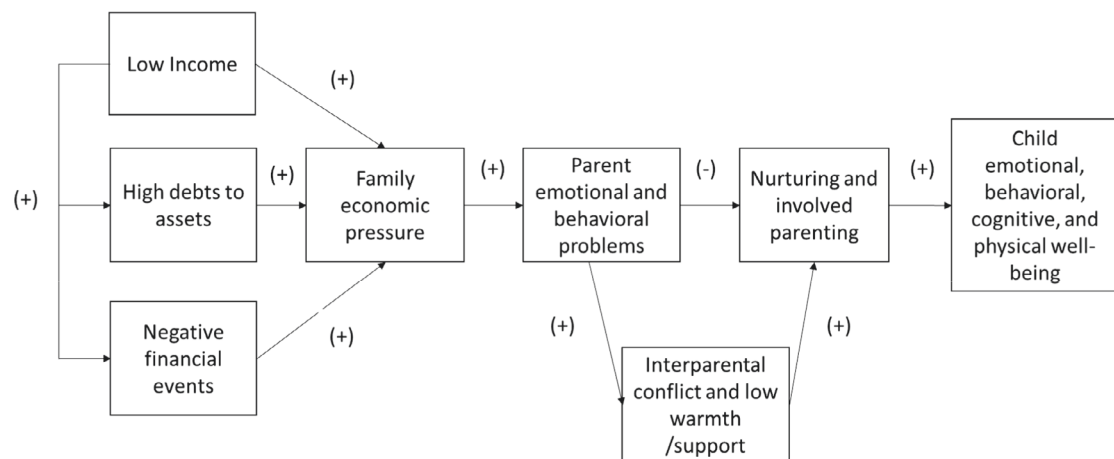 Low Income
(+)
(+)
High debts to
assets
(+)
Negative
financial
events
(+)
Family
economic
pressure
(+)
Parent
emotional and
behavioral
problems
(-)
(+)
Interparental
conflict and low
warmth
/support
(+)
Nurturing and
involved
parenting
(+)
Child
emotional,
behavioral,
cognitive, and
physical well-
being